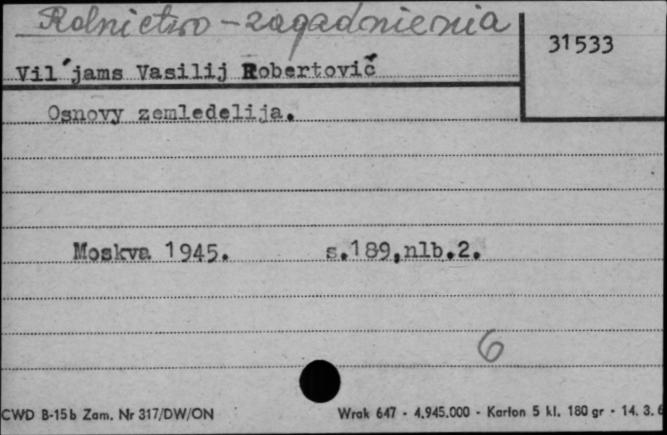 Rolnictwo - zagadnienia
31533
Vil´jams Vasilij Robertovič
Osnovy zemledelija.
Moskva 1945. s.189,nlb.2.
6
CWD B-15b Zam. Nr 317/DW/ON Wrak 647 - 4.945.000 - Karton 5 kl. 180 gr - 14. 3. 6